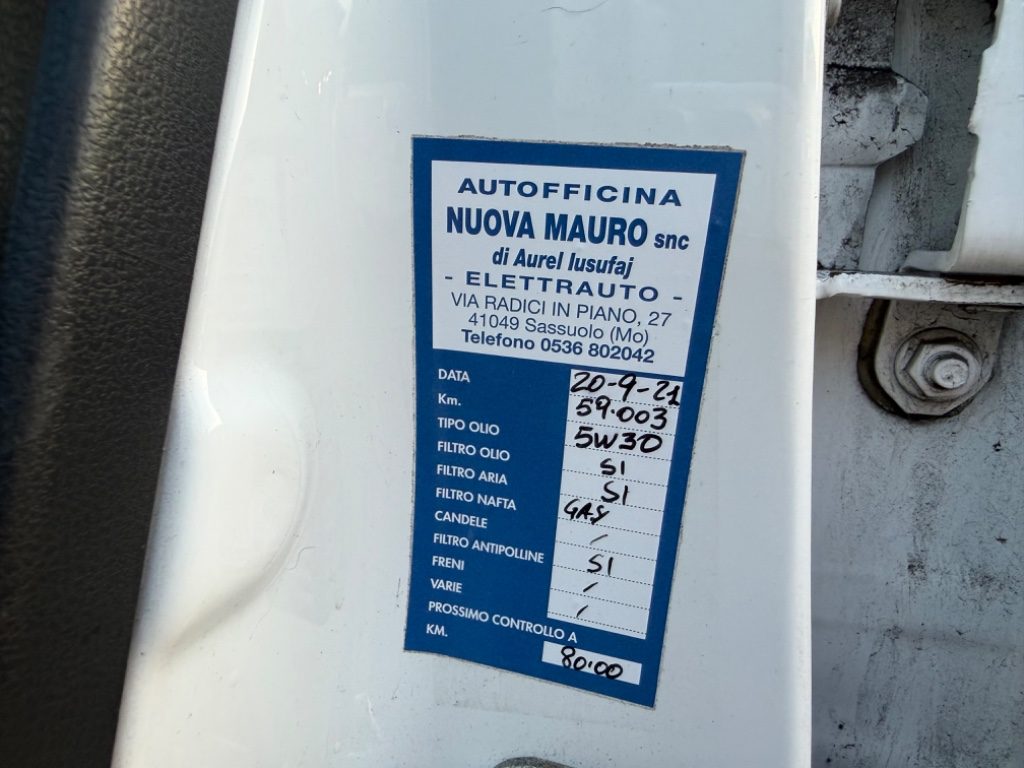 AUTOFFICINA
NUOVA MAURO snc
di Aurel Iusufaj
- ELETTRAUTO -
VIA RADICI IN PIANO, 27
41049 Sassuolo (Mo)
Telefono 0536 802042
DATA 20-9-21
Km. 59.003
TIPO OLIO 5W30
FILTRO OLIO SI
FILTRO ARIA SI
FILTRO NAFTA GAS
CANDELE /
FILTRO ANTIPOLLINE SI
FRENI /
VARIE /
PROSSIMO CONTROLLO A
KM. 80.00